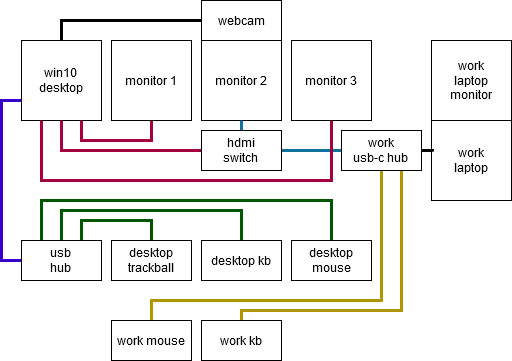 webcam
win10
desktop
monitor 1
monitor 2
monitor 3
work
laptop
monitor
hdmi
switch
work
usb-c hub
work
laptop
usb
hub
desktop
trackball
desktop kb
desktop
mouse
work mouse
work kb